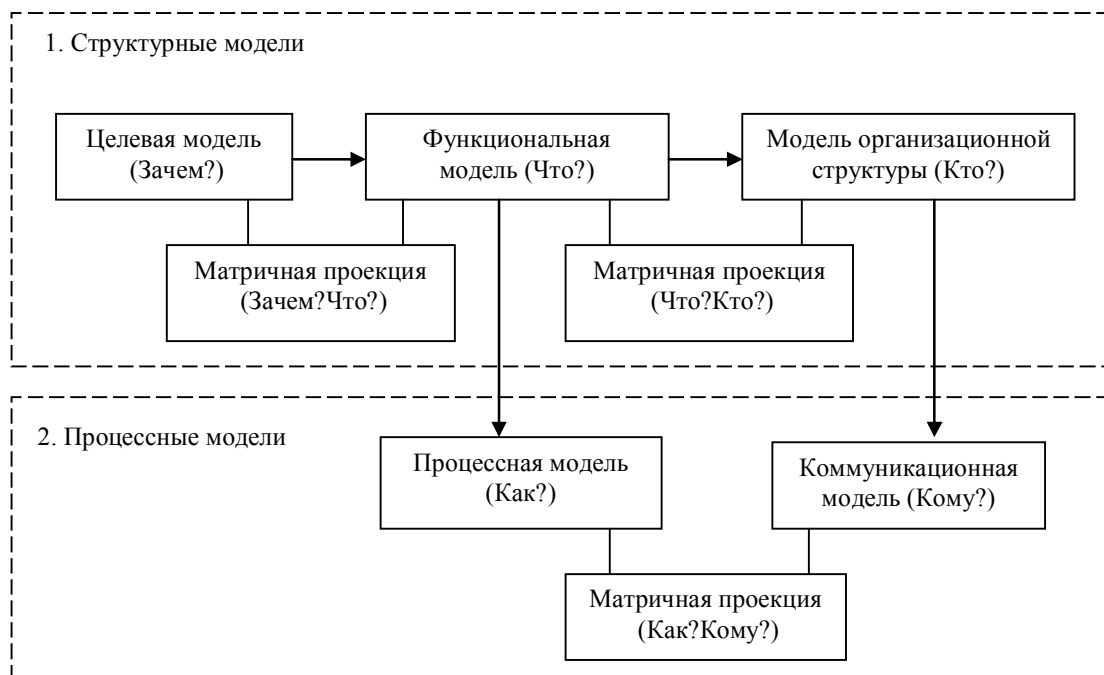 1. Структурные модели
Целевая модель
(Зачем?)
Функциональная
модель (Что?)
Модель организационной
структуры (Кто?)
Матричная проекция
(Зачем?Что?)
Матричная проекция
(Что?Кто?)
2. Процессные модели
Процессная модель
(Как?)
Коммуникационная
модель (Кому?)
Матричная проекция
(Как?Кому?)